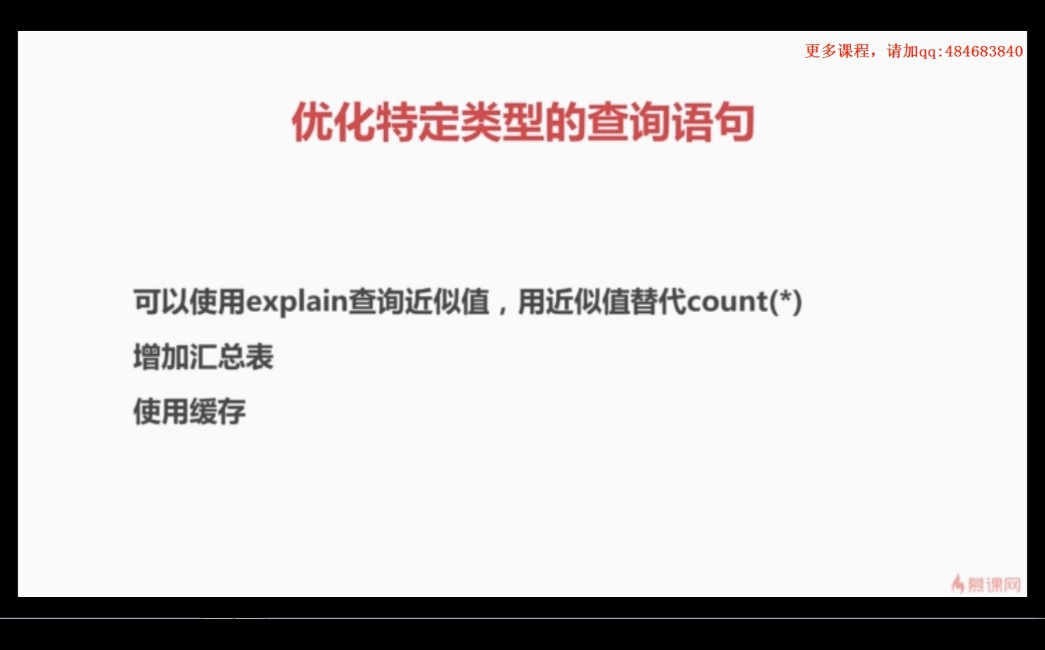 更多课程，请加qq:484683840
优化特定类型的查询语句
可以使用explain查询近似值，用近似值替代count(*)
增加汇总表
使用缓存
慕课网